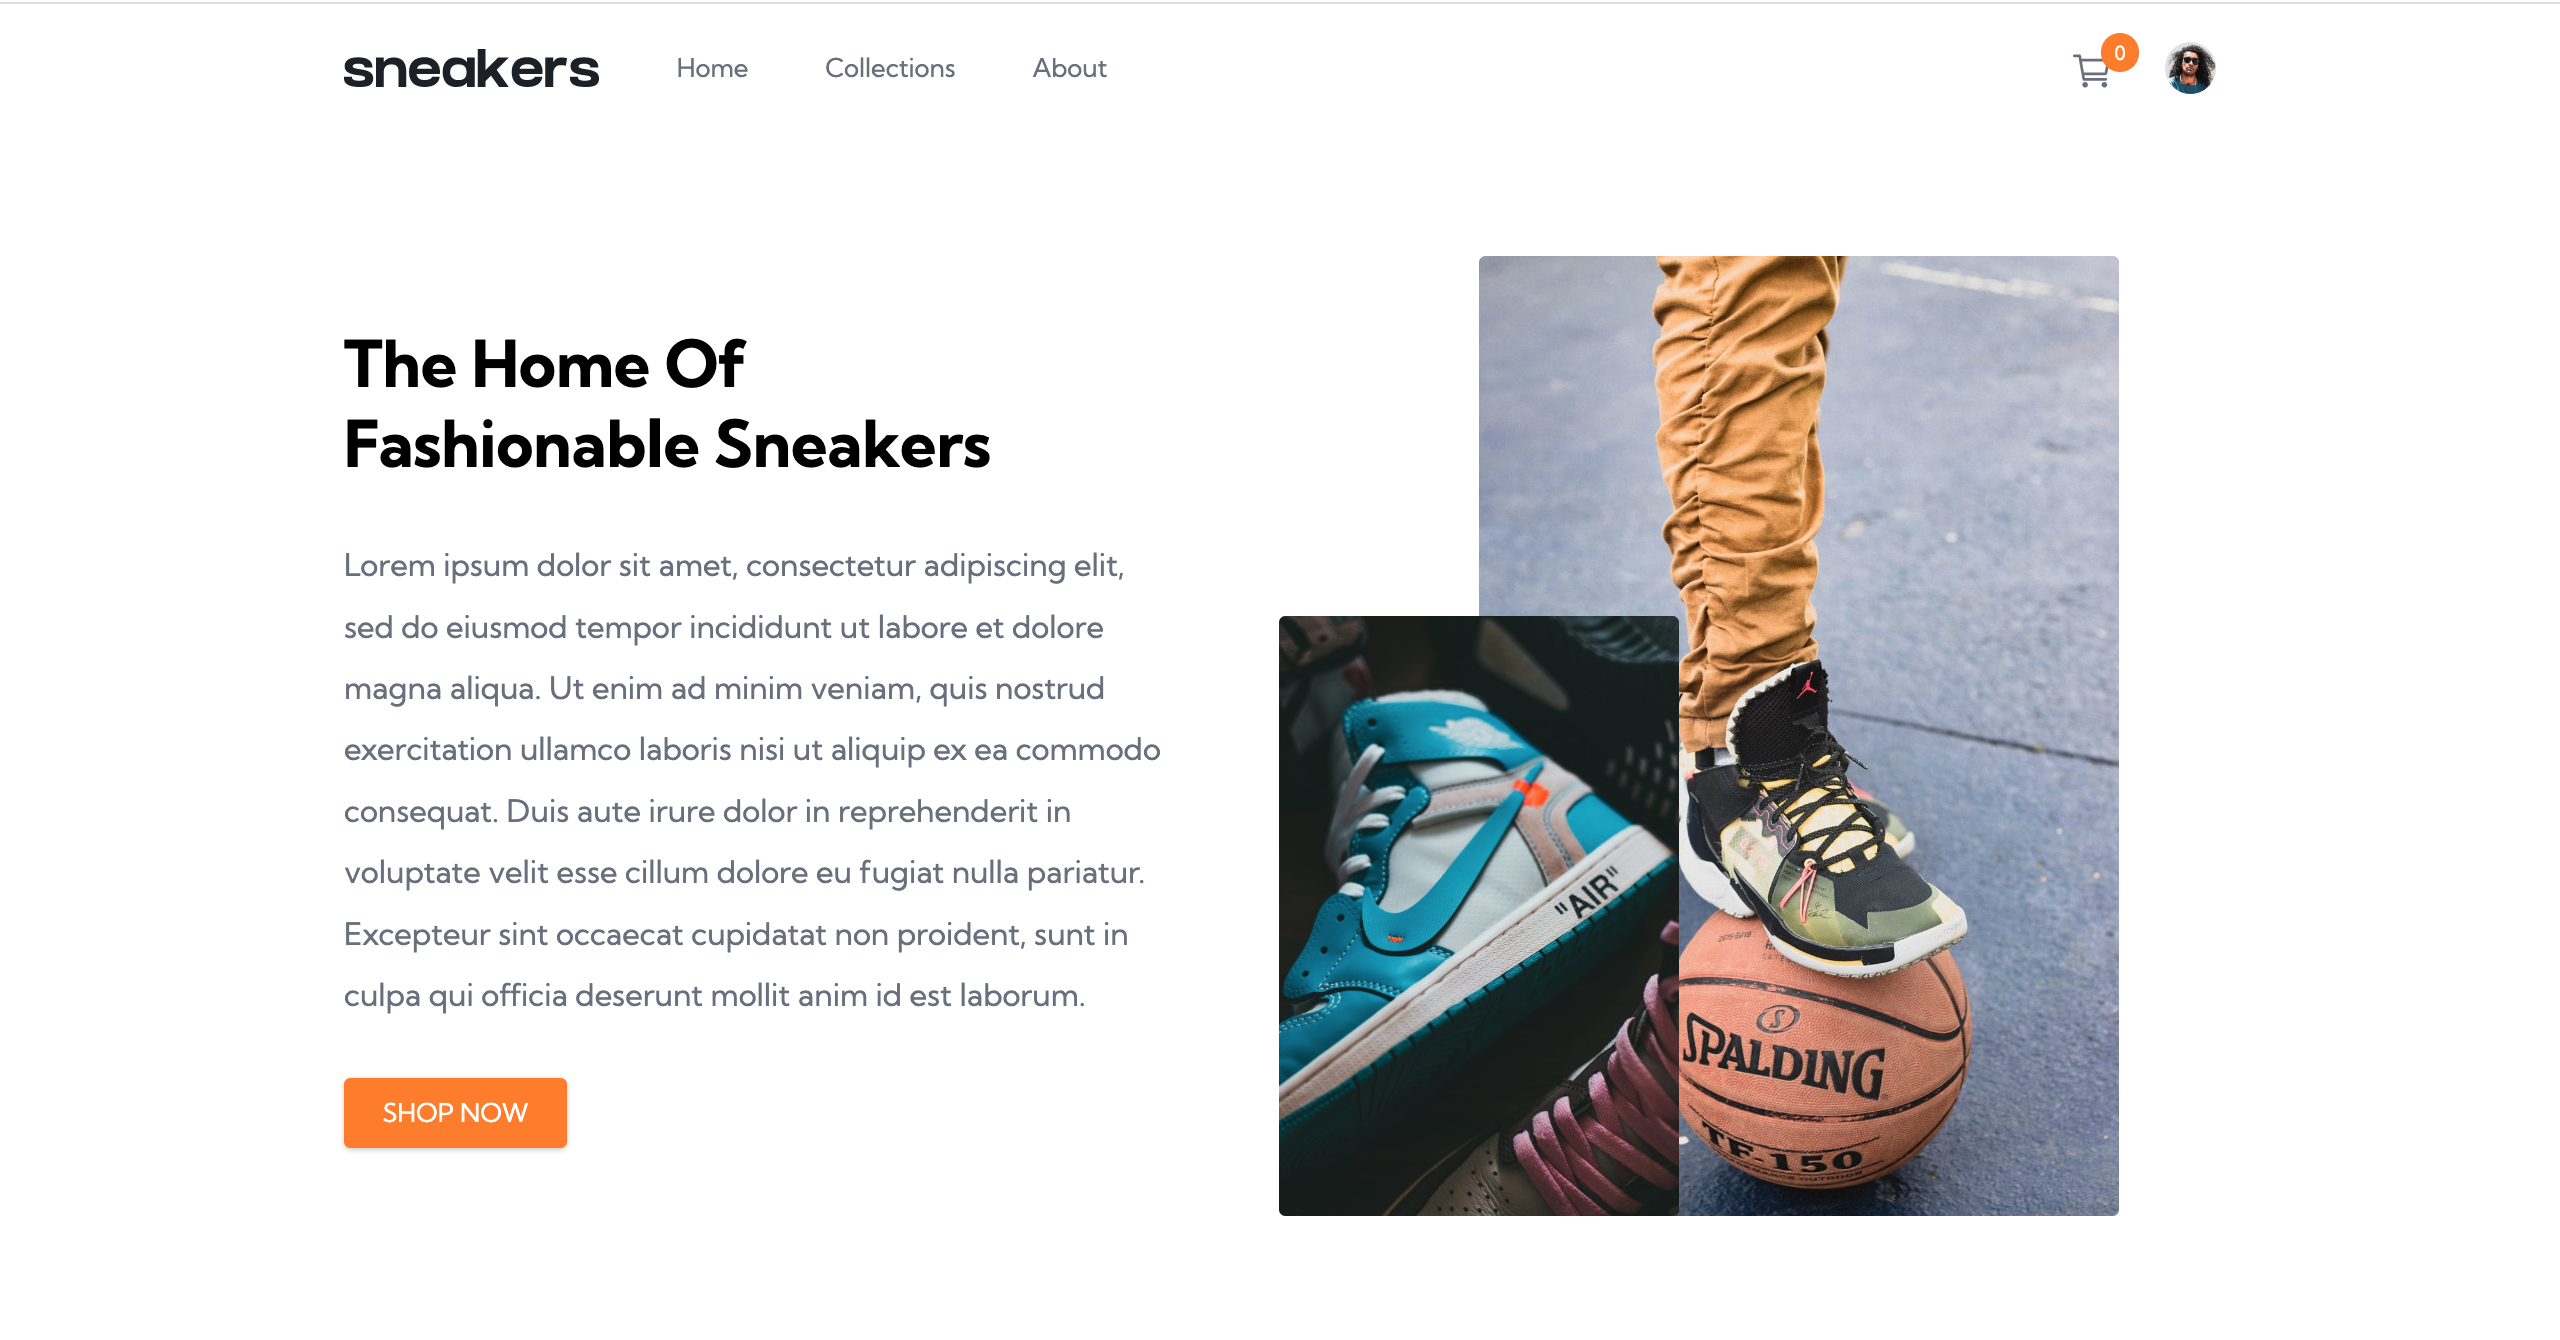 sneakers
Home
Collections
About
0
The Home Of
Fashionable Sneakers
Lorem ipsum dolor sit amet, consectetur adipiscing elit,
sed do eiusmod tempor incididunt ut labore et dolore
magna aliqua. Ut enim ad minim veniam, quis nostrud
exercitation ullamco laboris nisi ut aliquip ex ea commodo
consequat. Duis aute irure dolor in reprehenderit in
voluptate velit esse cillum dolore eu fugiat nulla pariatur.
Excepteur sint occaecat cupidatat non proident, sunt in
culpa qui officia deserunt mollit anim id est laborum.
SHOP NOW
"AIR"
SPALDING
TF-150